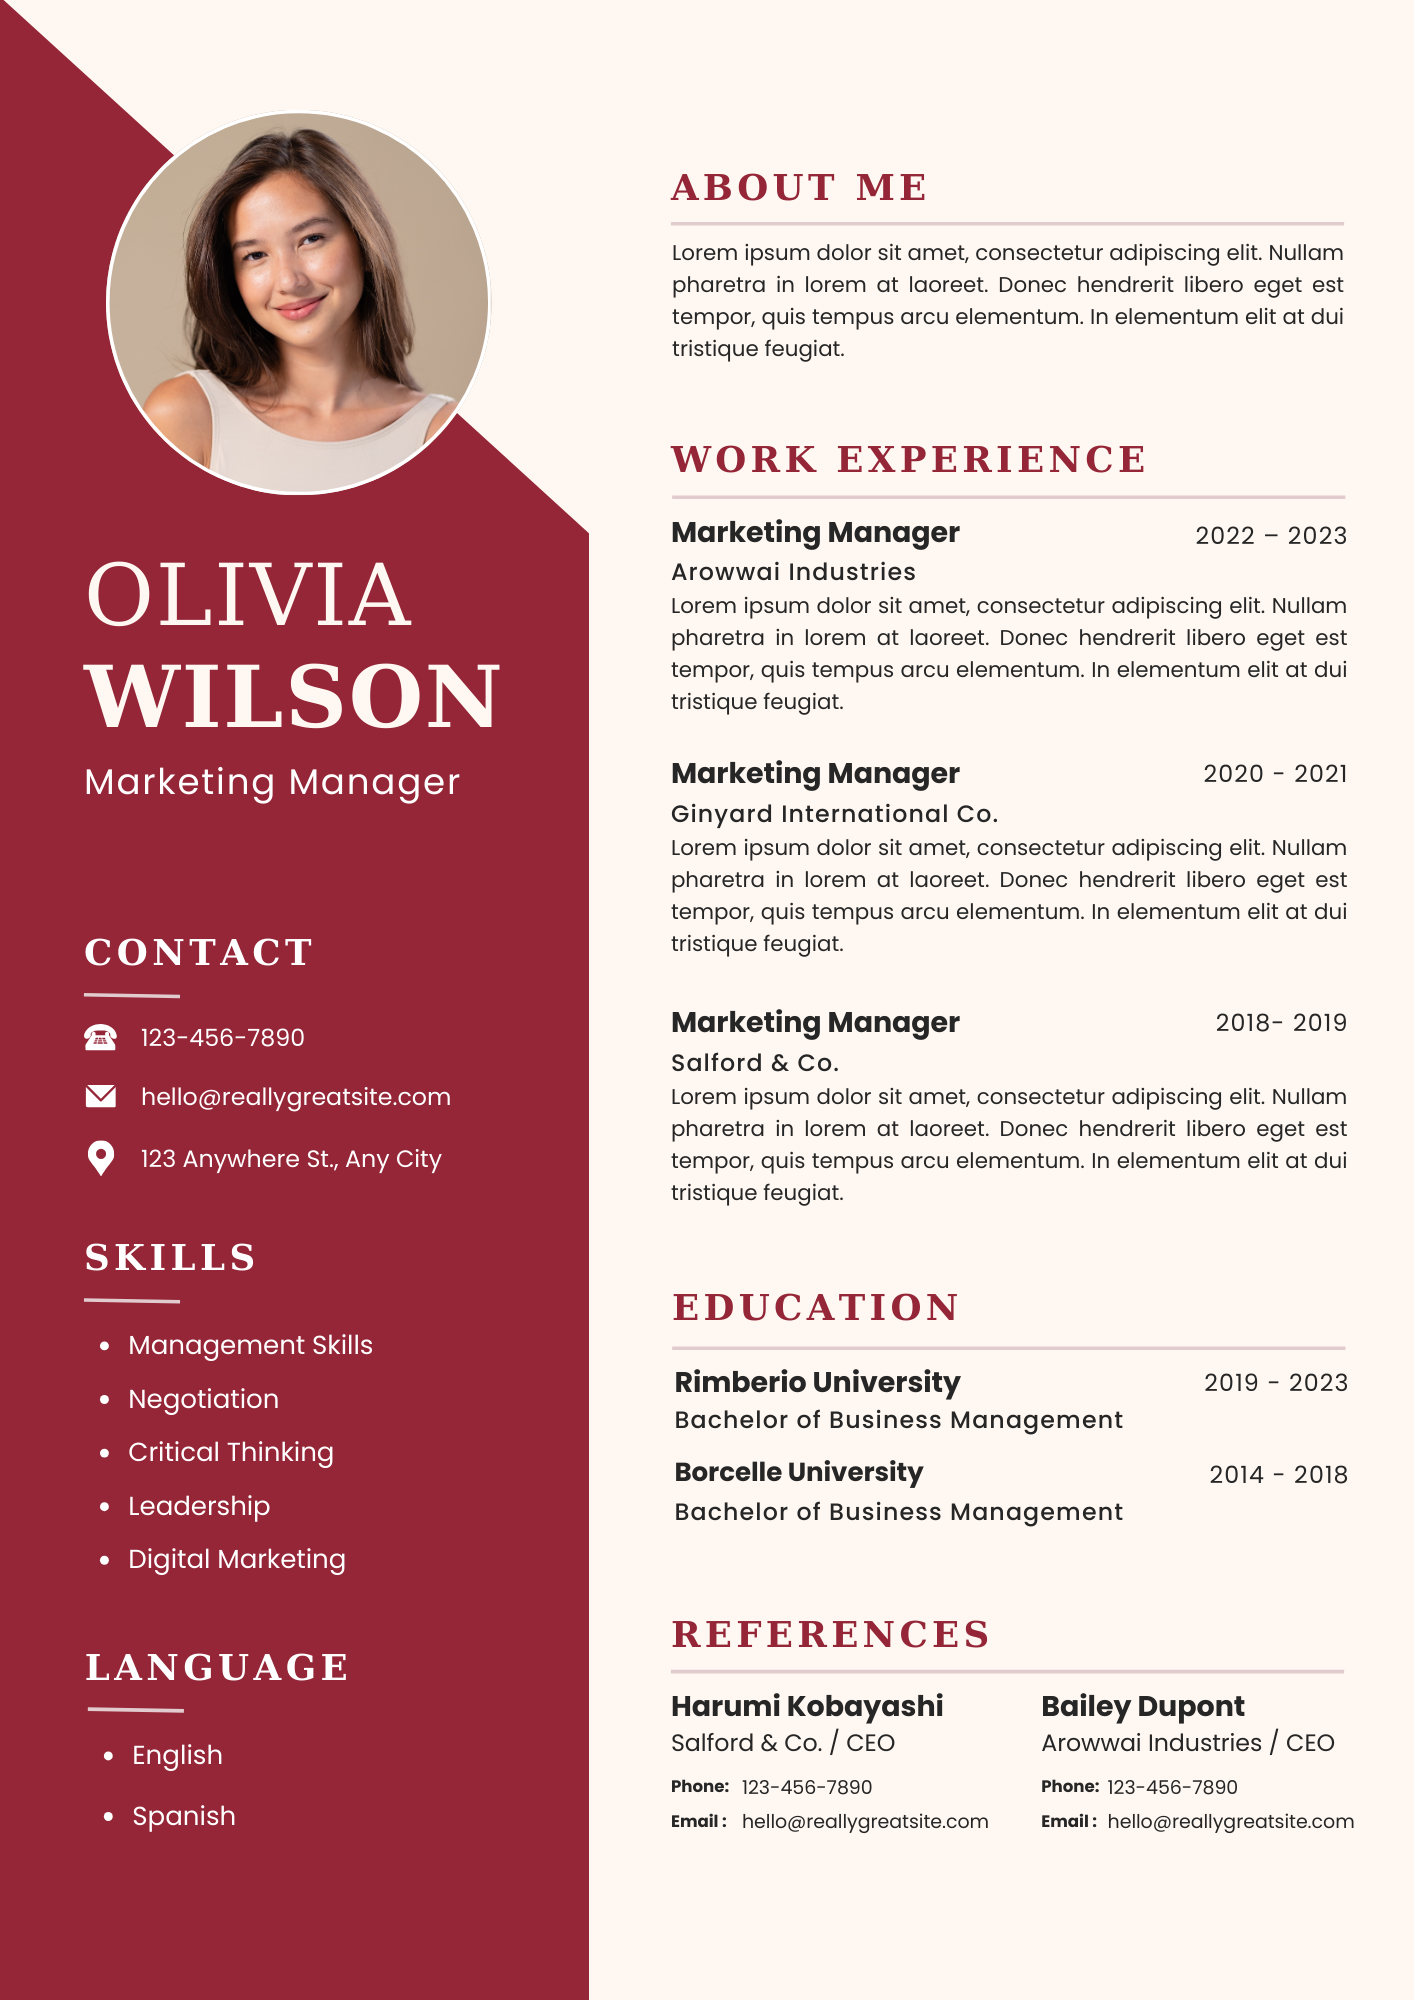 OLIVIA
WILSON
Marketing Manager
CONTACT
123-456-7890
hello@reallygreatsite.com
123 Anywhere St., Any City
SKILLS
• Management Skills
• Negotiation
• Critical Thinking
• Leadership
• Digital Marketing
LANGUAGE
• English
• Spanish
ABOUT ME
Lorem ipsum dolor sit amet, consectetur adipiscing elit. Nullam
pharetra in lorem at laoreet. Donec hendrerit libero eget est
tempor, quis tempus arcu elementum. In elementum elit at dui
tristique feugiat.
WORK EXPERIENCE
Marketing Manager 2022 – 2023
Arowwai Industries
Lorem ipsum dolor sit amet, consectetur adipiscing elit. Nullam
pharetra in lorem at laoreet. Donec hendrerit libero eget est
tempor, quis tempus arcu elementum. In elementum elit at dui
tristique feugiat.
Marketing Manager 2020 - 2021
Ginyard International Co.
Lorem ipsum dolor sit amet, consectetur adipiscing elit. Nullam
pharetra in lorem at laoreet. Donec hendrerit libero eget est
tempor, quis tempus arcu elementum. In elementum elit at dui
tristique feugiat.
Marketing Manager 2018- 2019
Salford & Co.
Lorem ipsum dolor sit amet, consectetur adipiscing elit. Nullam
pharetra in lorem at laoreet. Donec hendrerit libero eget est
tempor, quis tempus arcu elementum. In elementum elit at dui
tristique feugiat.
EDUCATION
Rimberio University 2019 - 2023
Bachelor of Business Management
Borcelle University 2014 - 2018
Bachelor of Business Management
REFERENCES
Harumi Kobayashi
Salford & Co. / CEO
Phone: 123-456-7890
Email : hello@reallygreatsite.com
Bailey Dupont
Arowwai Industries / CEO
Phone: 123-456-7890
Email : hello@reallygreatsite.com